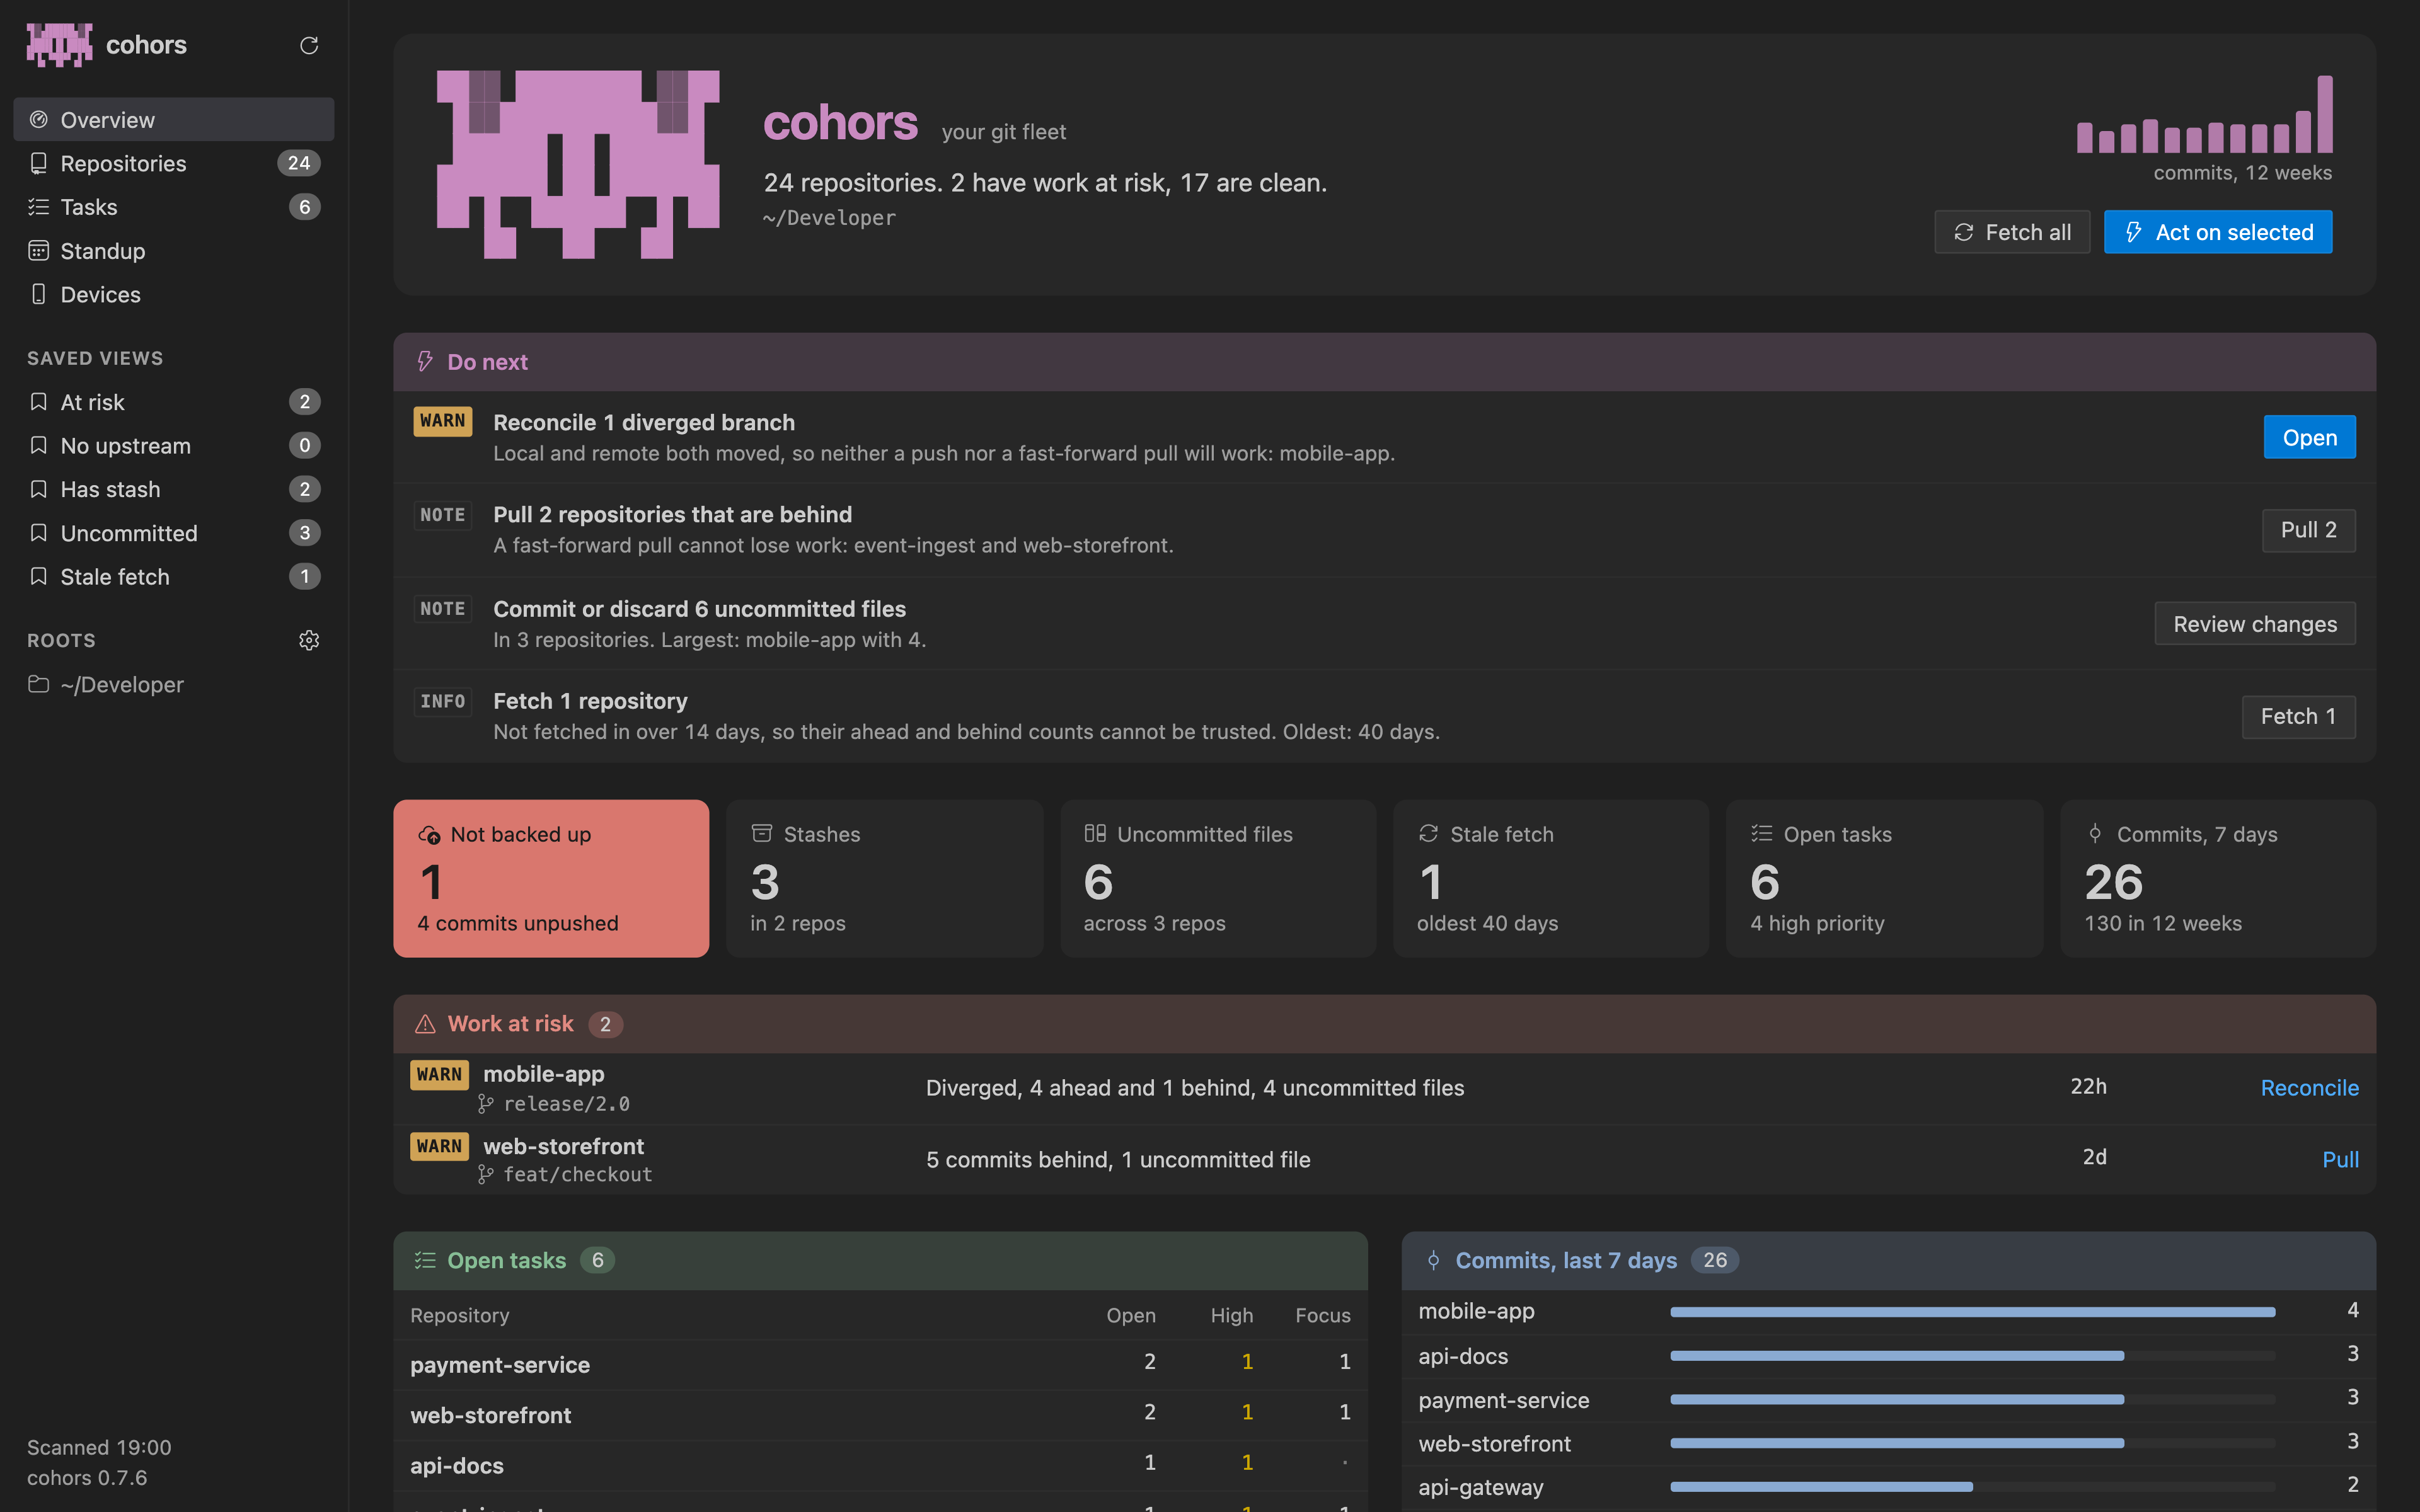 cohors
Overview
Repositories 24
Tasks 6
Standup
Devices
SAVED VIEWS
At risk 2
No upstream 0
Has stash 2
Uncommitted 3
Stale fetch 1
ROOTS
~/Developer
Scanned 19:00
cohors 0.7.6
cohors your git fleet
24 repositories. 2 have work at risk, 17 are clean.
~/Developer
commits, 12 weeks
Fetch all
Act on selected
Do next
WARN Reconcile 1 diverged branch
Local and remote both moved, so neither a push nor a fast-forward pull will work: mobile-app.
Open
NOTE Pull 2 repositories that are behind
A fast-forward pull cannot lose work: event-ingest and web-storefront.
Pull 2
NOTE Commit or discard 6 uncommitted files
In 3 repositories. Largest: mobile-app with 4.
Review changes
INFO Fetch 1 repository
Not fetched in over 14 days, so their ahead and behind counts cannot be trusted. Oldest: 40 days.
Fetch 1
Not backed up
1
4 commits unpushed
Stashes
3
in 2 repos
Uncommitted files
6
across 3 repos
Stale fetch
1
oldest 40 days
Open tasks
6
4 high priority
Commits, 7 days
26
130 in 12 weeks
Work at risk 2
WARN mobile-app
release/2.0
Diverged, 4 ahead and 1 behind, 4 uncommitted files
22h
Reconcile
WARN web-storefront
feat/checkout
5 commits behind, 1 uncommitted file
2d
Pull
Open tasks 6
Repository Open High Focus
payment-service 2 1 1
web-storefront 2 1 1
api-docs 1 1 ·
Commits, last 7 days 26
mobile-app 4
api-docs 3
payment-service 3
web-storefront 3
api-gateway 2